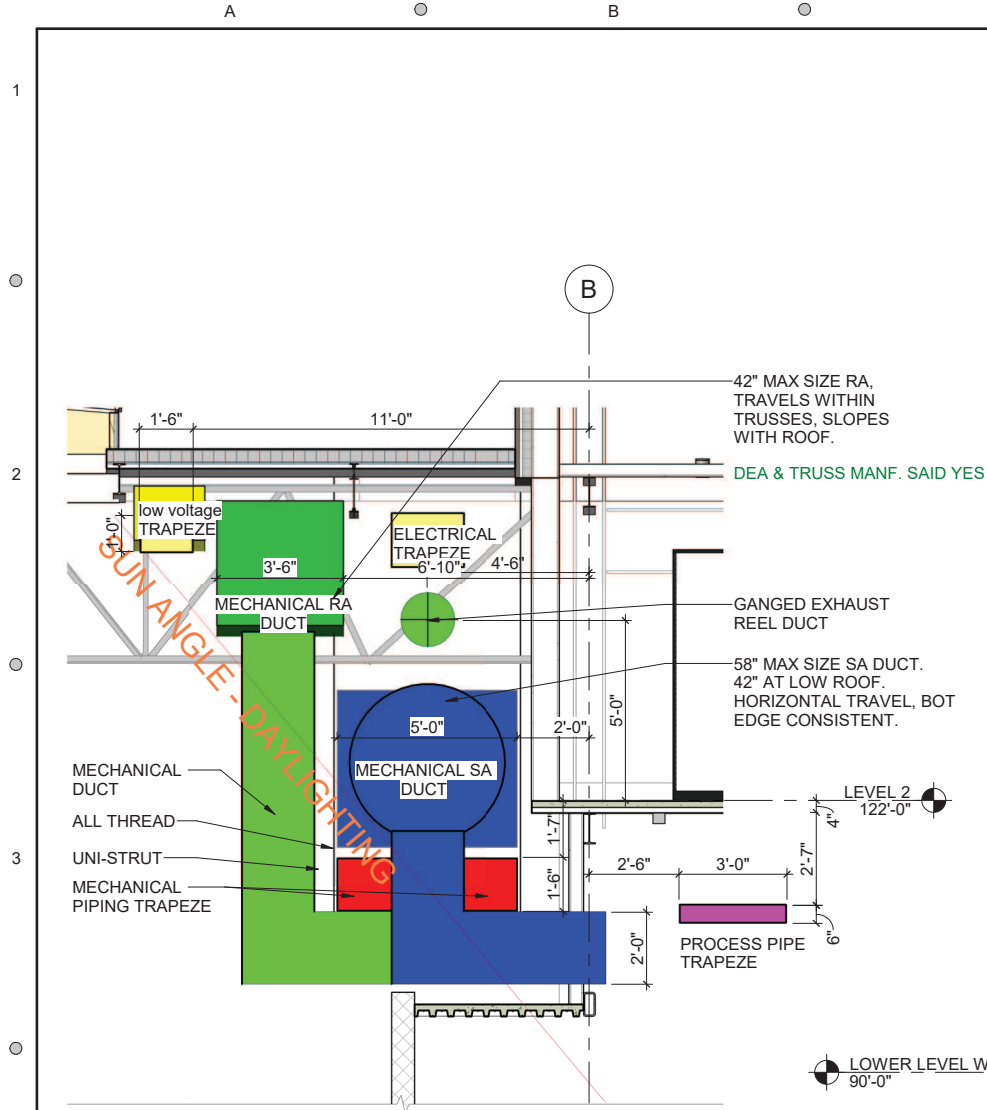 A
B
1
B
42" MAX SIZE RA,
TRAVELS WITHIN
TRUSSES, SLOPES
WITH ROOF.
1'-6"
11'-0"
2
DEA & TRUSS MANF. SAID YES
low voltage
TRAPEZE
1'-0"
ELECTRICAL
TRAPEZE
4'-6"
3'-6"
6'-10"
SUN ANGLE - DAYLIGHTING
MECHANICAL RA
DUCT
GANGED EXHAUST
REEL DUCT
58" MAX SIZE SA DUCT.
42" AT LOW ROOF.
HORIZONTAL TRAVEL, BOT
EDGE CONSISTENT.
5'-0"
5'-0"
2'-0"
MECHANICAL SA
DUCT
MECHANICAL
DUCT
LEVEL 2
122'-0"
4"
ALL THREAD
1'-7"
2'-7"
UNI-STRUT
3
2'-6"
3'-0"
MECHANICAL
PIPING TRAPEZE
1'-6"
6"
2'-0"
PROCESS PIPE
TRAPEZE
LOWER LEVEL W
90'-0"